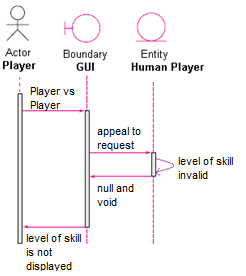 Actor
Player
Boundary
GUI
Entity
Human Player
Player vs
Player
appeal to
request
level of skill
invalid
null and
void
level of skill
is not
displayed